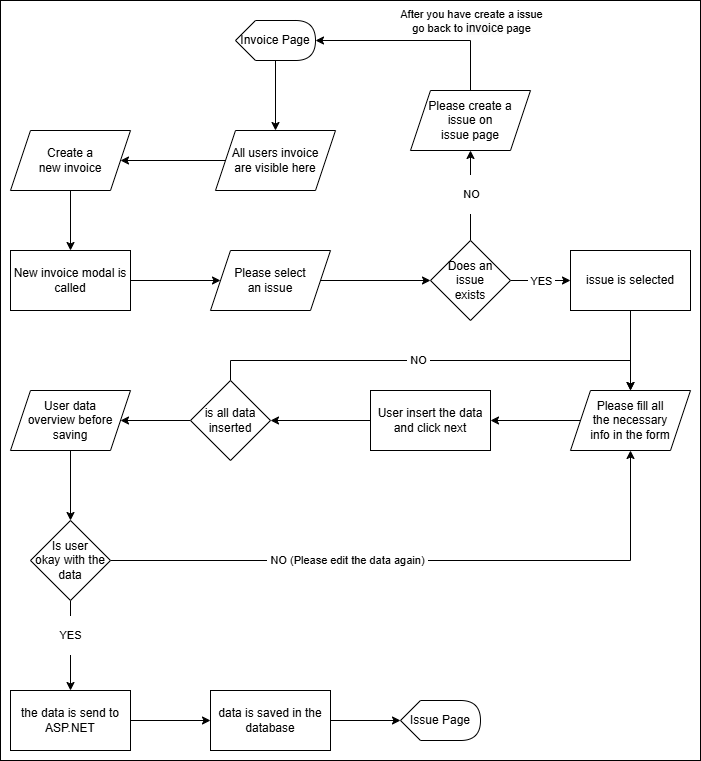 After you have create a issue
go back to invoice page
Invoice Page
Please create a
issue on
issue page
Create a
new invoice
All users invoice
are visible here
NO
New invoice modal is
called
Please select
an issue
Does an
issue
exists
YES
issue is selected
NO
User data
overview before
saving
is all data
inserted
User insert the data
and click next
Please fill all
the necessary
info in the form
Is user
okay with the
data
NO (Please edit the data again)
YES
the data is send to
ASP.NET
data is saved in the
database
Issue Page